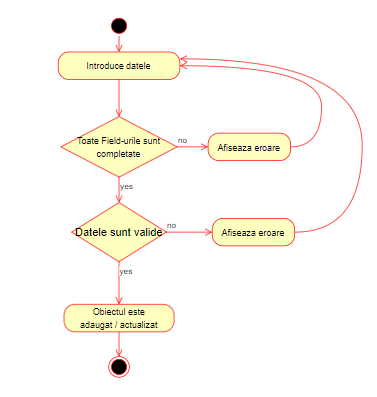 Introduce datele
Toate Field-urile sunt
completate
no
Afiseaza eroare
yes
Datele sunt valide
no
Afiseaza eroare
yes
Obiectul este
adaugat / actualizat